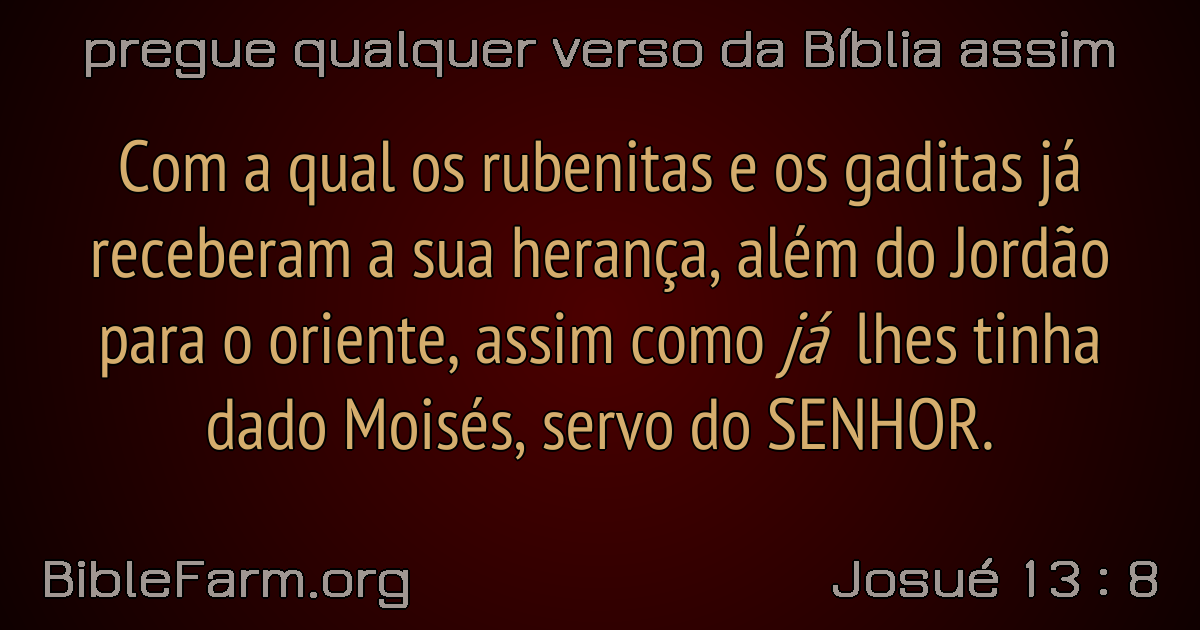 pregue qualquer verso da Bíblia assim
Com a qual os rubenitas e os gaditas já
receberam a sua herança, além do Jordão
para o oriente, assim como já lhes tinha
dado Moisés, servo do SENHOR.
BibleFarm.org
Josué 13 : 8